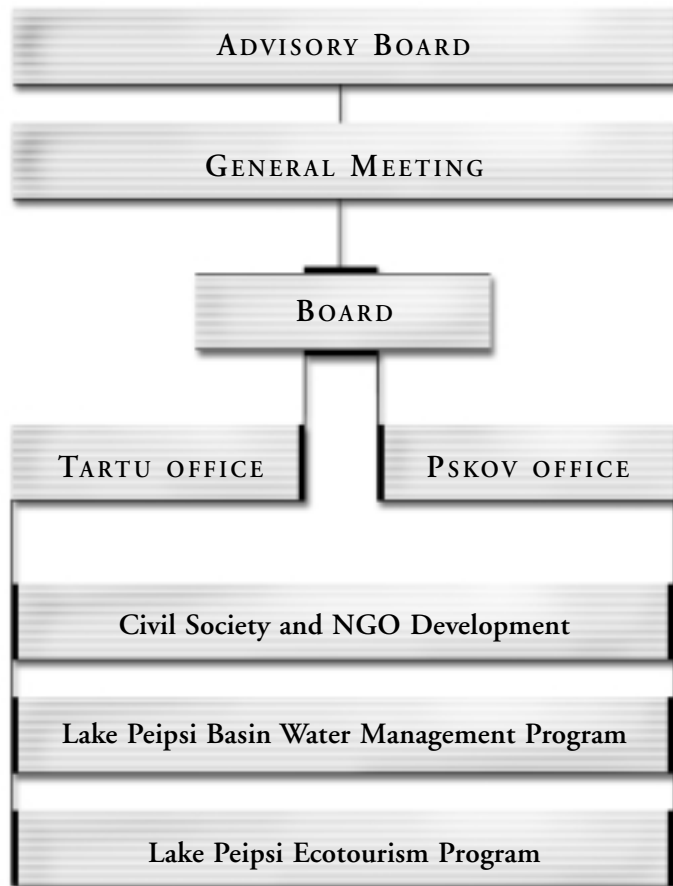 ADVISORY BOARD
GENERAL MEETING
BOARD
TARTU OFFICE
PSKOV OFFICE
Civil Society and NGO Development
Lake Peipsi Basin Water Management Program
Lake Peipsi Ecotourism Program